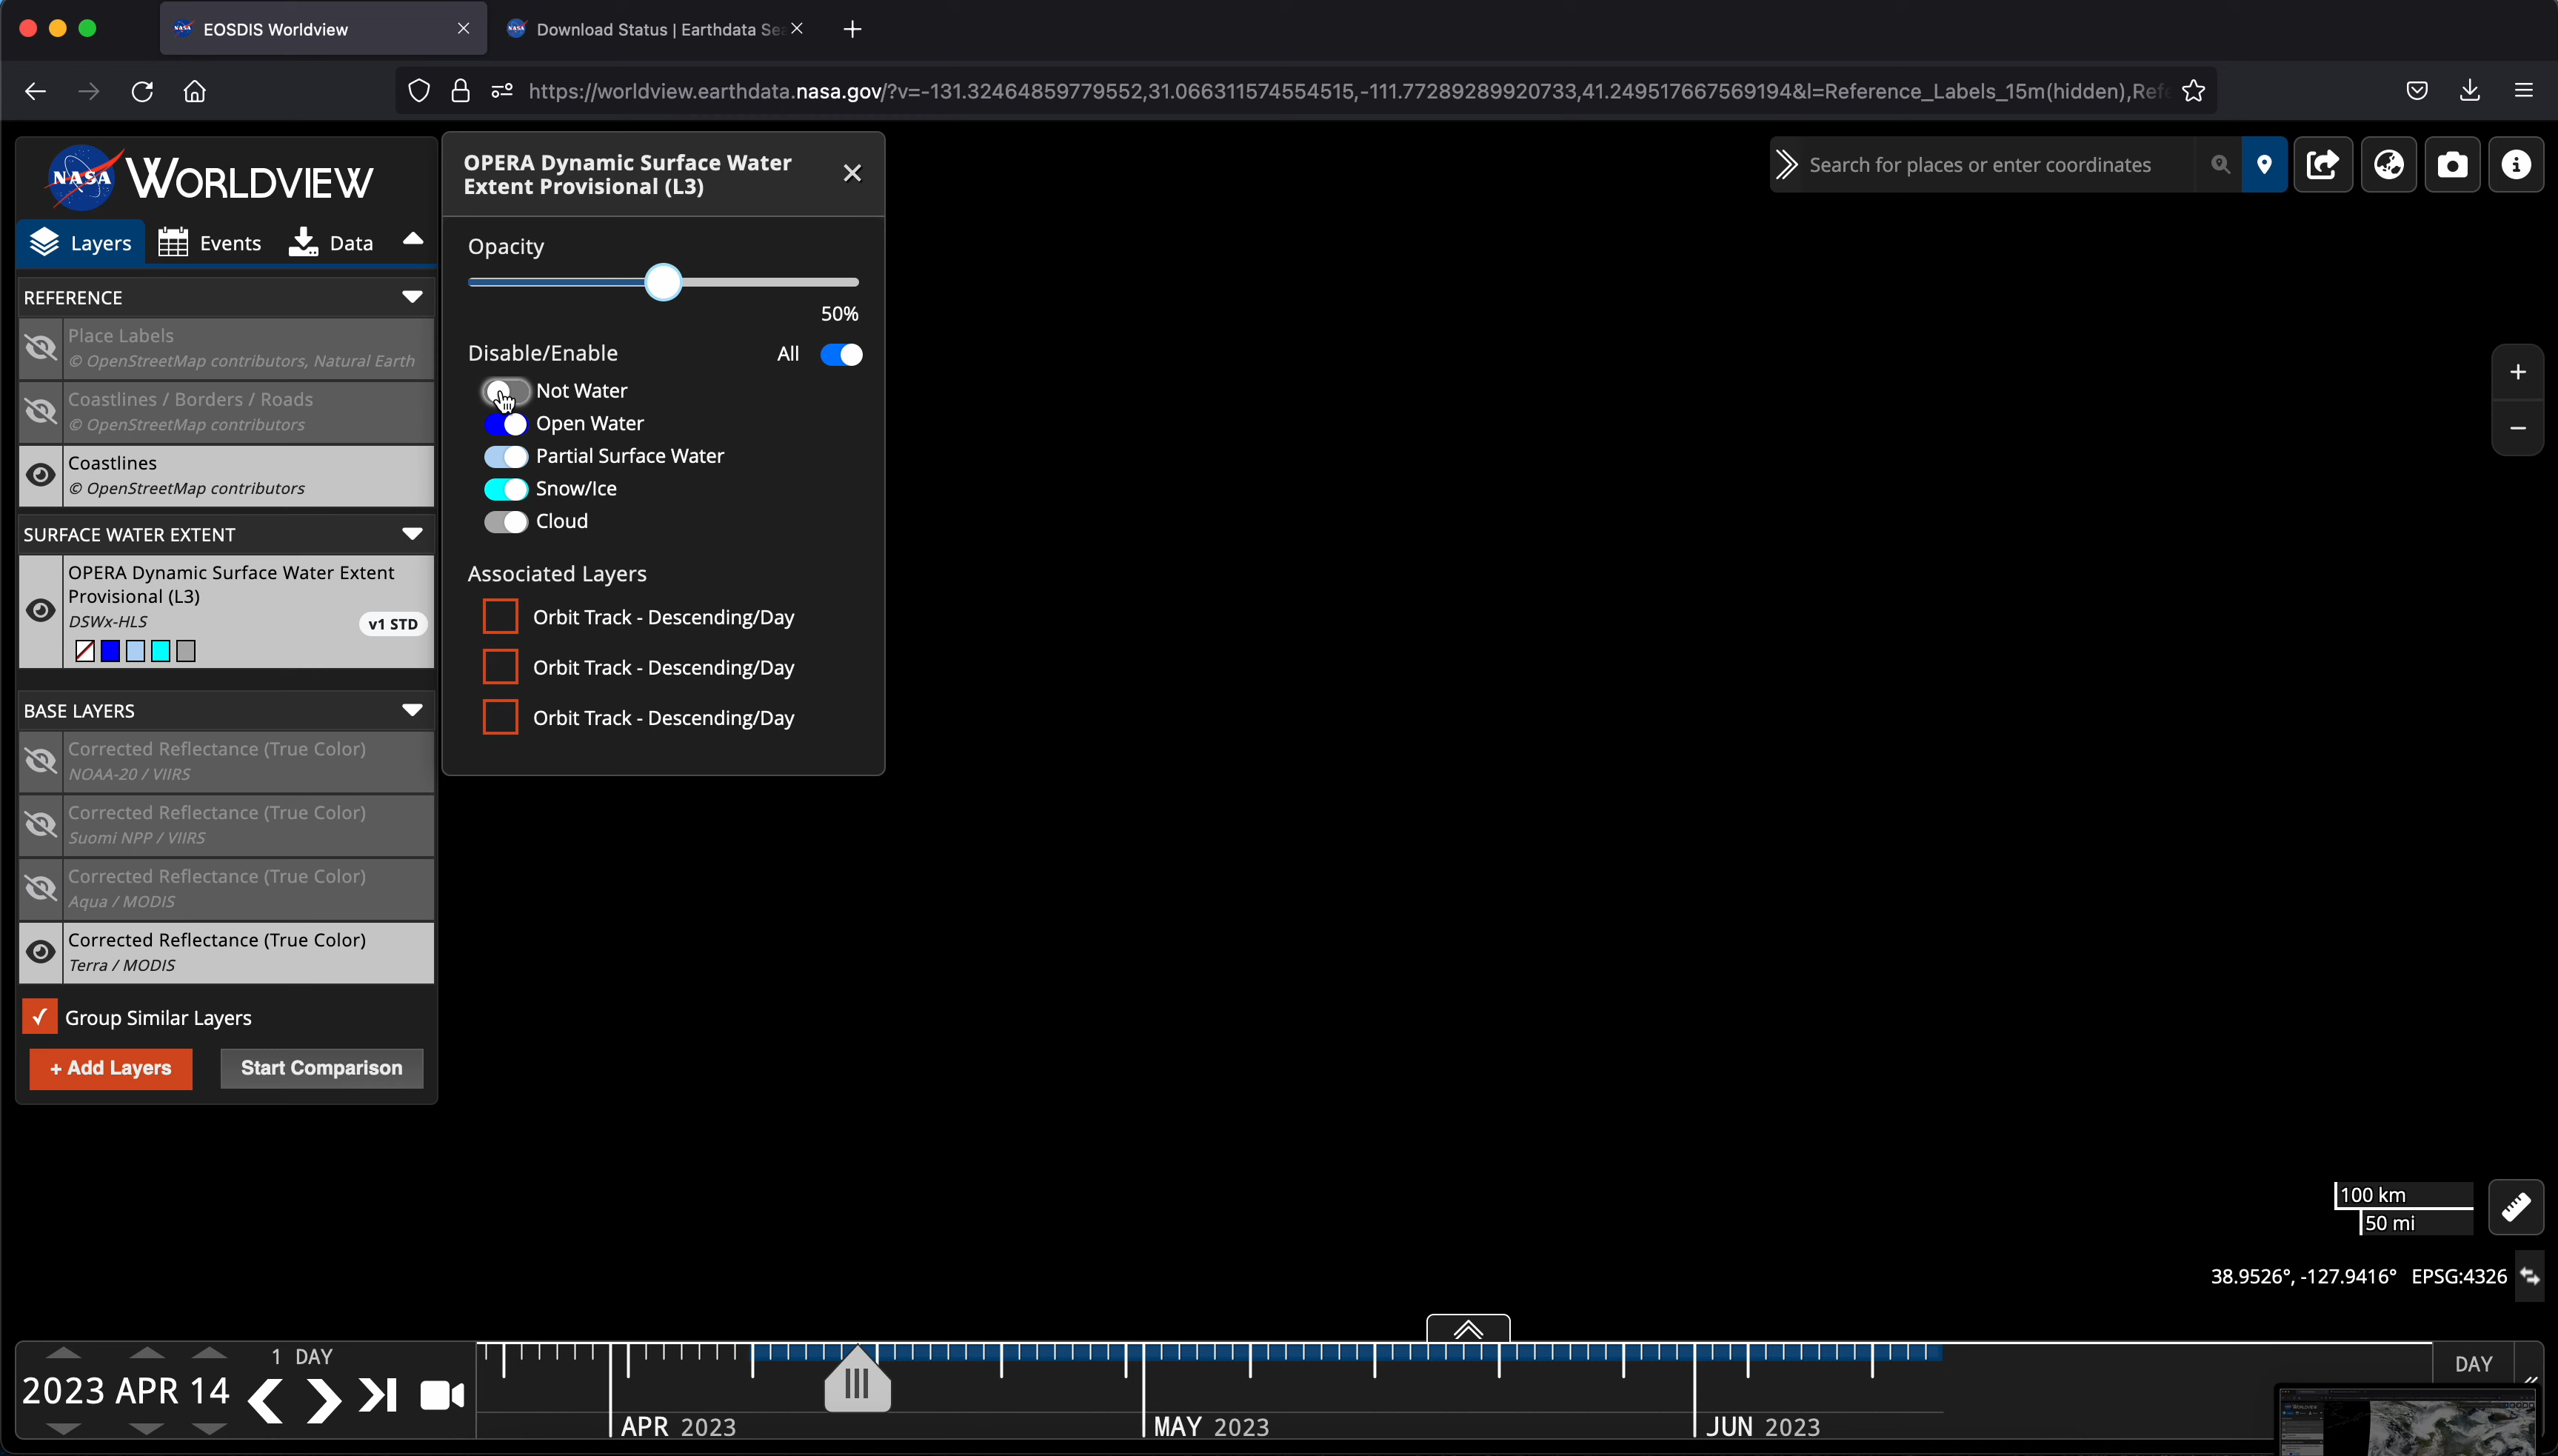 EOSDIS Worldview
Download Status | Earthdata Sea
https://worldview.earthdata.nasa.gov/?v=-131.32464859779552,31.066311574554515,-111.77289289920733,41.249517667569194&l=Reference_Labels_15m(hidden),Ref
NASA WORLDVIEW
Layers
Events
Data
REFERENCE
Place Labels
© OpenStreetMap contributors, Natural Earth
Coastlines / Borders / Roads
© OpenStreetMap contributors
Coastlines
© OpenStreetMap contributors
SURFACE WATER EXTENT
OPERA Dynamic Surface Water Extent
Provisional (L3)
DSWx-HLS
v1 STD
BASE LAYERS
Corrected Reflectance (True Color)
NOAA-20 / VIIRS
Corrected Reflectance (True Color)
Suomi NPP / VIIRS
Corrected Reflectance (True Color)
Aqua / MODIS
Corrected Reflectance (True Color)
Terra / MODIS
Group Similar Layers
+ Add Layers
Start Comparison
OPERA Dynamic Surface Water
Extent Provisional (L3)
Opacity
50%
Disable/Enable
All
Not Water
Open Water
Partial Surface Water
Snow/Ice
Cloud
Associated Layers
Orbit Track - Descending/Day
Orbit Track - Descending/Day
Orbit Track - Descending/Day
Search for places or enter coordinates
100 km
50 mi
38.9526°, -127.9416° EPSG:4326
1 DAY
2023 APR 14
APR 2023
MAY 2023
JUN 2023
DAY